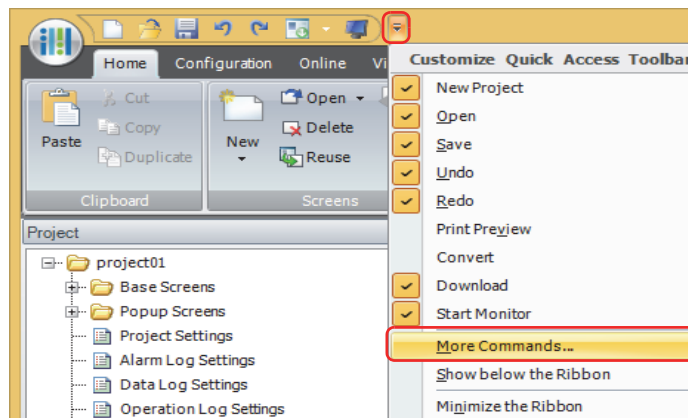 Home Configuration Online Vi
Cut
Copy
Duplicate
Paste
Clipboard
New
Open
Delete
Reuse
Screens
Customize Quick Access Toolbar
New Project
Open
Save
Undo
Redo
Print Preview
Convert
Download
Start Monitor
More Commands...
Show below the Ribbon
Minimize the Ribbon
Project
project01
Base Screens
Popup Screens
Project Settings
Alarm Log Settings
Data Log Settings
Operation Log Settings